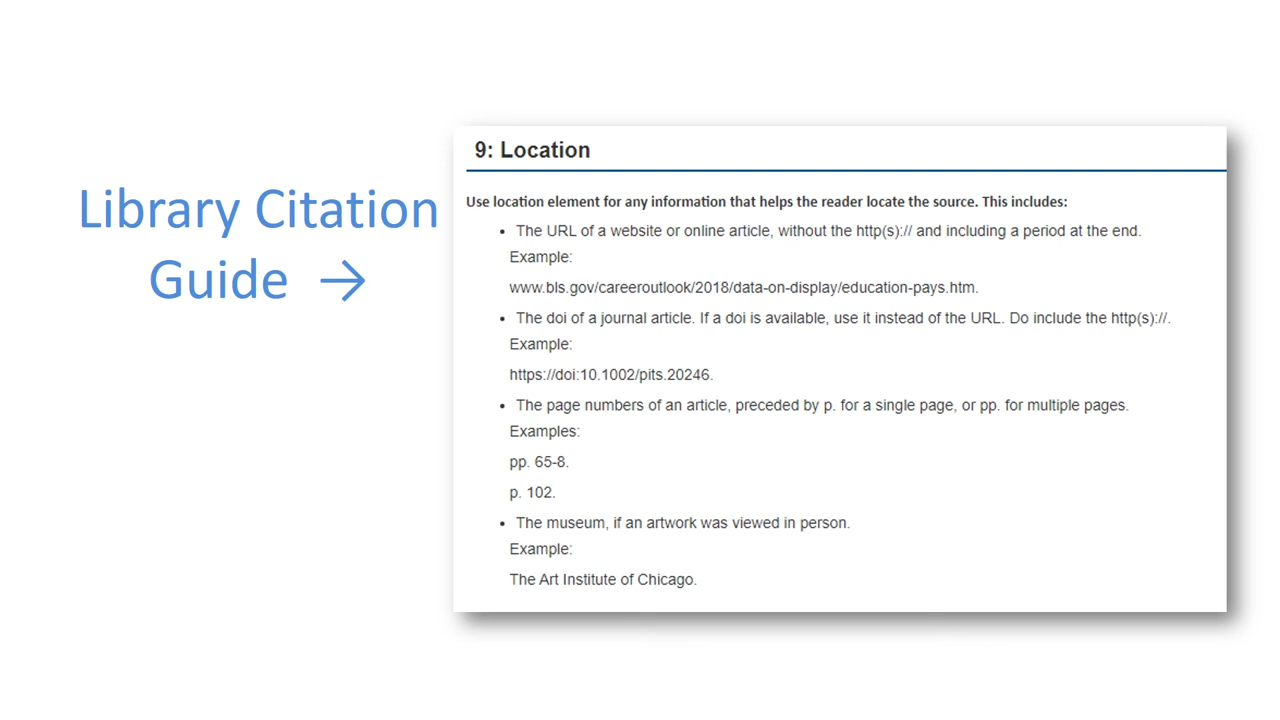 Library Citation
Guide →
9: Location
Use location element for any information that helps the reader locate the source. This includes:
• The URL of a website or online article, without the http(s):// and including a period at the end.
Example:
www.bls.gov/careeroutlook/2018/data-on-display/education-pays.htm.
• The doi of a journal article. If a doi is available, use it instead of the URL. Do include the http(s)://.
Example:
https://doi:10.1002/pits.20246.
• The page numbers of an article, preceded by p. for a single page, or pp. for multiple pages.
Examples:
pp. 65-8.
p. 102.
• The museum, if an artwork was viewed in person.
Example:
The Art Institute of Chicago.